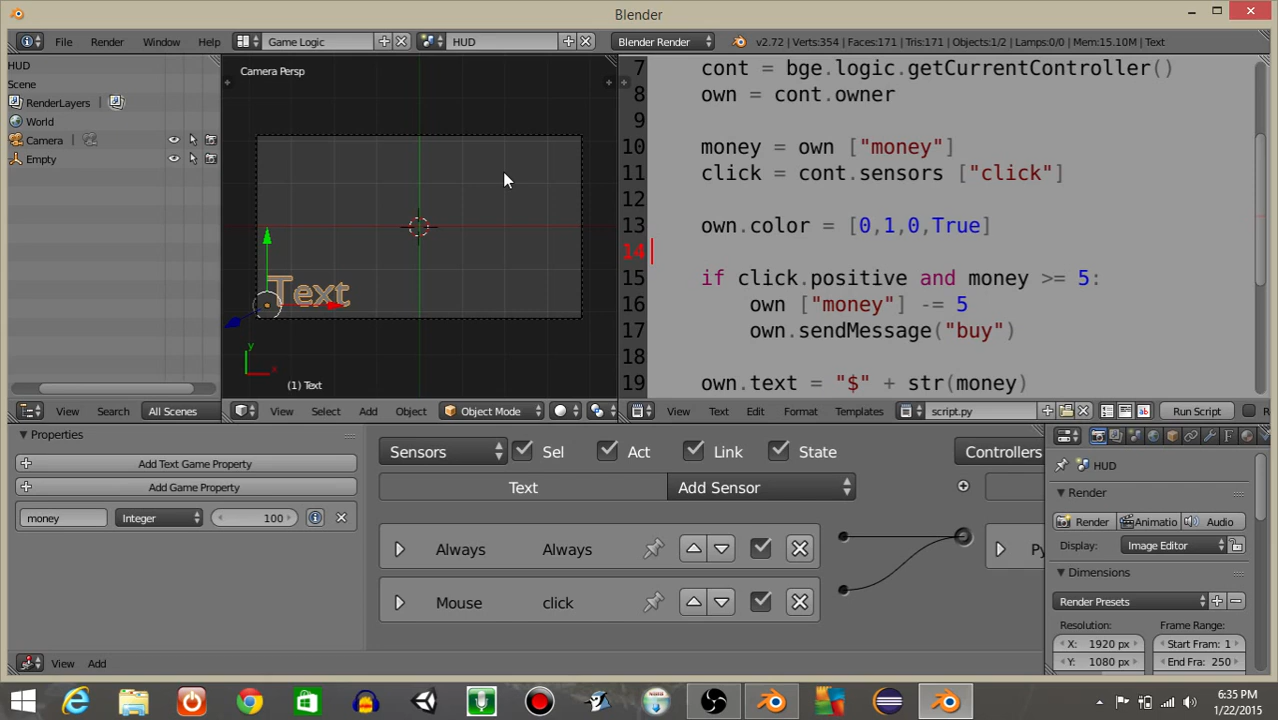 Blender
File Render Window Help Game Logic HUD Blender Render v2.72 | Verts:354 | Faces:171 | Tris:171 | Objects:1/2 | Lamps:0/0 | Mem:15.10M | Text
HUD
Scene
RenderLayers
World
Camera
Empty
Camera Persp
Text
y
x
(1) Text
7 cont = bge.logic.getCurrentController()
8 own = cont.owner
9
10 money = own ["money"]
11 click = cont.sensors ["click"]
12
13 own.color = [0,1,0,True]
14
15 if click.positive and money >= 5:
16 own ["money"] -= 5
17 own.sendMessage("buy")
18
19 own.text = "$" + str(money)
View Search All Scenes
View Select Add Object Object Mode
View Text Edit Format Templates script.py Run Script
Properties
Add Text Game Property
Add Game Property
money Integer 100
Sensors Sel Act Link State Controllers
Text Add Sensor
Always Always
Mouse click
Py
HUD
Render
Render Animatio Audio
Display: Image Editor
Dimensions
Render Presets
Resolution: Frame Range:
X: 1920 px Start Fram: 1
Y: 1080 px End Fra: 250
View Add
6:35 PM
1/22/2015